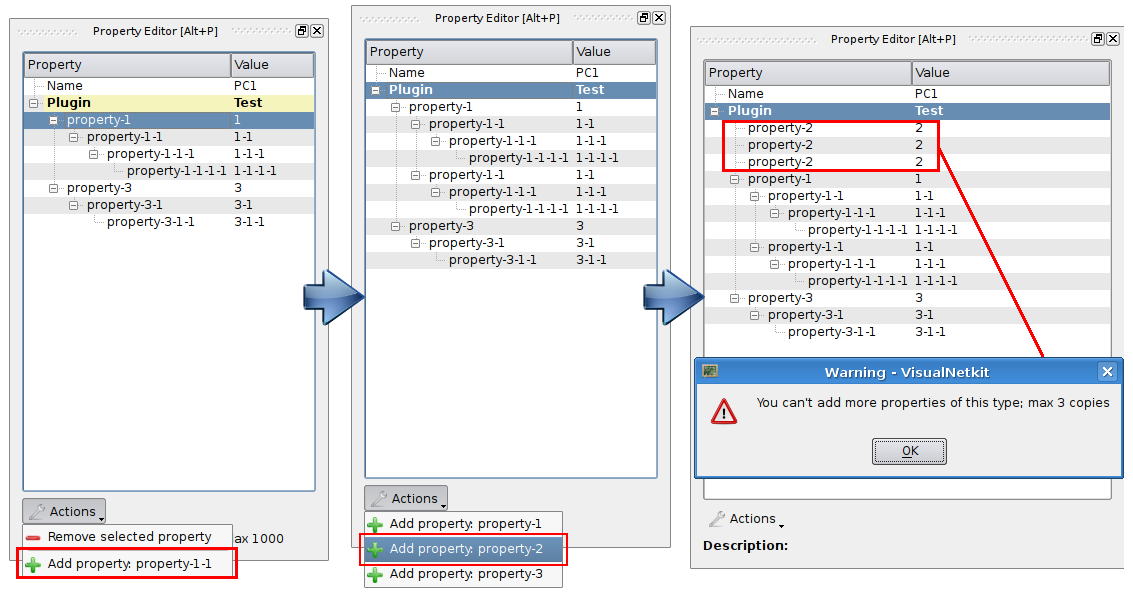 Property Editor [Alt+P]
Property Value
Name PC1
Plugin Test
property-1 1
property-1-1 1-1
property-1-1-1 1-1-1
property-1-1-1-1 1-1-1-1
property-3 3
property-3-1 3-1
property-3-1-1 3-1-1
Actions
Remove selected property
ax 1000
Add property: property-1-1
Property Editor [Alt+P]
Property Value
Name PC1
Plugin Test
property-1 1
property-1-1 1-1
property-1-1-1 1-1-1
property-1-1-1-1 1-1-1-1
property-1-1 1-1
property-1-1-1 1-1-1
property-1-1-1-1 1-1-1-1
property-3 3
property-3-1 3-1
property-3-1-1 3-1-1
Actions
Add property: property-1
Add property: property-2
Add property: property-3
Property Editor [Alt+P]
Property Value
Name PC1
Plugin Test
property-2 2
property-2 2
property-2 2
property-1 1
property-1-1 1-1
property-1-1-1 1-1-1
property-1-1-1-1 1-1-1-1
property-1-1 1-1
property-1-1-1 1-1-1
property-1-1-1-1 1-1-1-1
property-3 3
property-3-1 3-1
property-3-1-1 3-1-1
Warning - VisualNetkit
You can't add more properties of this type; max 3 copies
OK
Actions
Description: